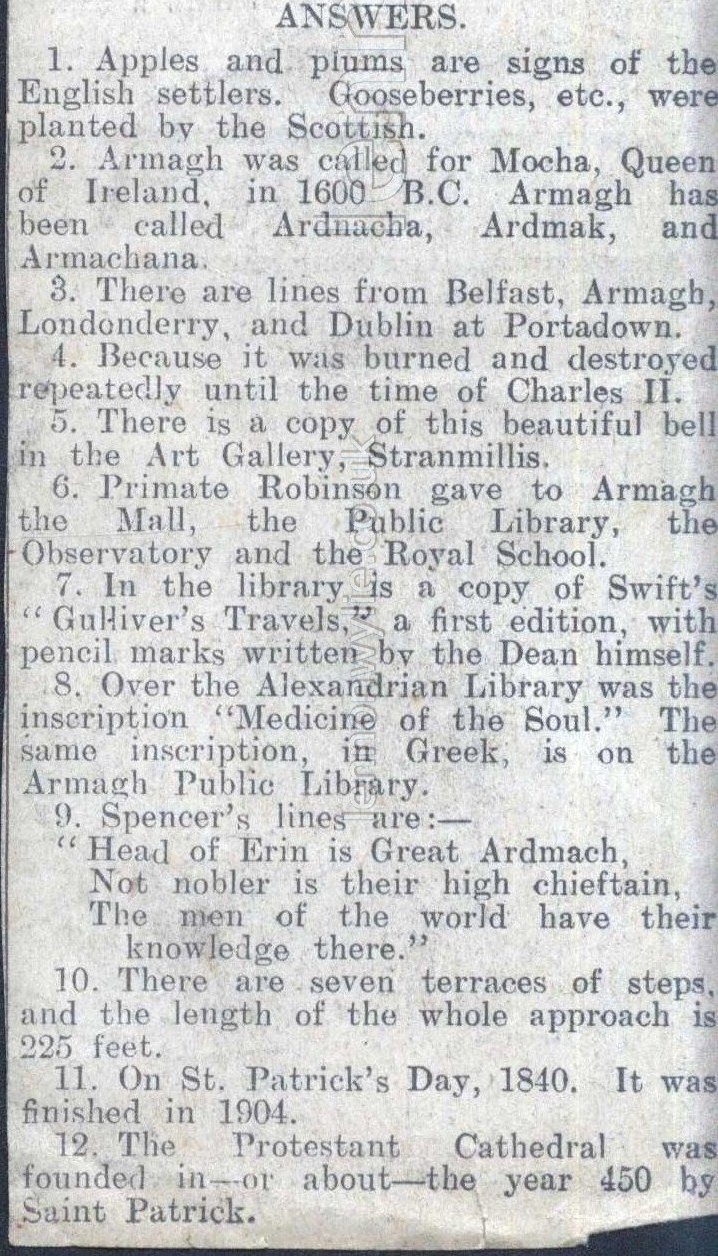 ANSWERS.
1. Apples and plums are signs of the
English settlers. Gooseberries, etc., were
planted by the Scottish.
2. Armagh was called for Mocha, Queen
of Ireland, in 1600 B.C. Armagh has
been called Ardnacha, Ardmak, and
Armachana.
3. There are lines from Belfast, Armagh,
Londonderry, and Dublin at Portadown.
4. Because it was burned and destroyed
repeatedly until the time of Charles II.
5. There is a copy of this beautiful bell
in the Art Gallery, Stranmillis.
6. Primate Robinson gave to Armagh
the Mall, the Public Library, the
Observatory and the Royal School.
7. In the library is a copy of Swift's
"Gulliver's Travels," a first edition, with
pencil marks written by the Dean himself.
8. Over the Alexandrian Library was the
inscription "Medicine of the Soul." The
same inscription, in Greek, is on the
Armagh Public Library.
9. Spencer's lines are:—
"Head of Erin is Great Ardmach,
Not nobler is their high chieftain,
The men of the world have their
knowledge there."
10. There are seven terraces of steps,
and the length of the whole approach is
225 feet.
11. On St. Patrick's Day, 1840. It was
finished in 1904.
12. The Protestant Cathedral was
founded in—or about—the year 450 by
Saint Patrick.